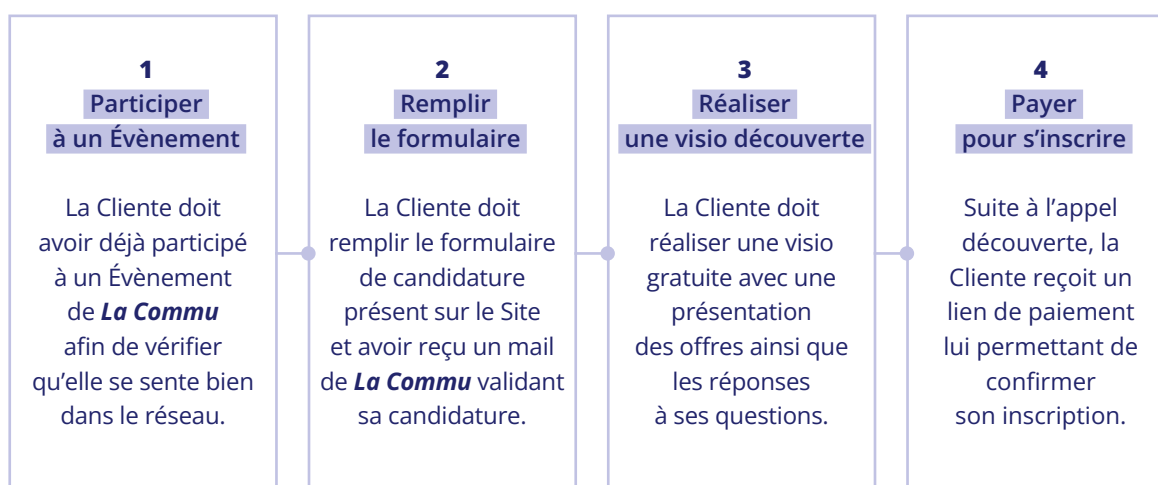 1
Participer
à un Évènement
La Cliente doit
avoir déjà participé
à un Évènement
de La Commu
afin de vérifier
qu’elle se sente bien
dans le réseau.
2
Remplir
le formulaire
La Cliente doit
remplir le formulaire
de candidature
présent sur le Site
et avoir reçu un mail
de La Commu validant
sa candidature.
3
Réaliser
une visio découverte
La Cliente doit
réaliser une visio
gratuite avec une
présentation
des offres ainsi que
les réponses
à ses questions.
4
Payer
pour s’inscrire
Suite à l’appel
découverte, la
Cliente reçoit un
lien de paiement
lui permettant de
confirmer
son inscription.